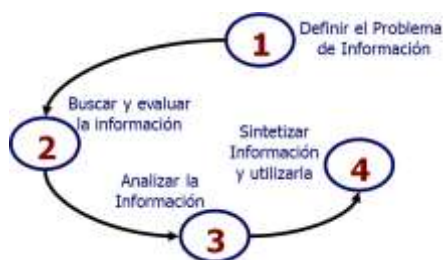 1
Definir el Problema
de Información
2
Buscar y evaluar
la información
3
Analizar la
Información
4
Sintetizar
Información
y utilizarla